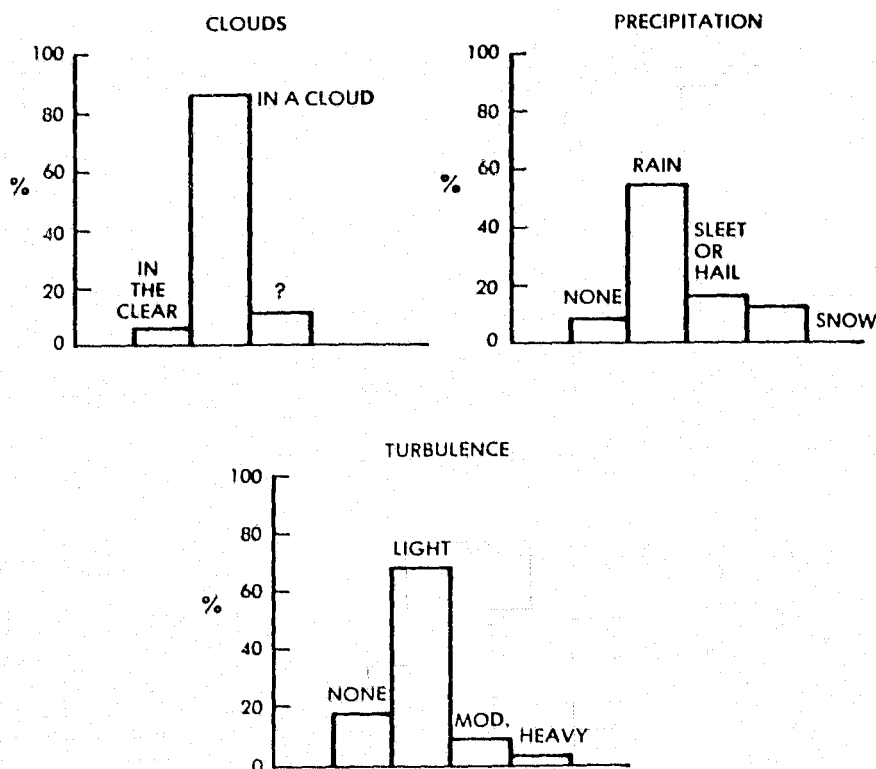 CLOUDS
100
80
60
%
40
20
0
IN
THE
CLEAR
IN A CLOUD
?
PRECIPITATION
100
80
60
%
40
20
0
NONE
RAIN
SLEET
OR
HAIL
SNOW
TURBULENCE
100
80
60
%
40
20
0
NONE
LIGHT
MOD.
HEAVY